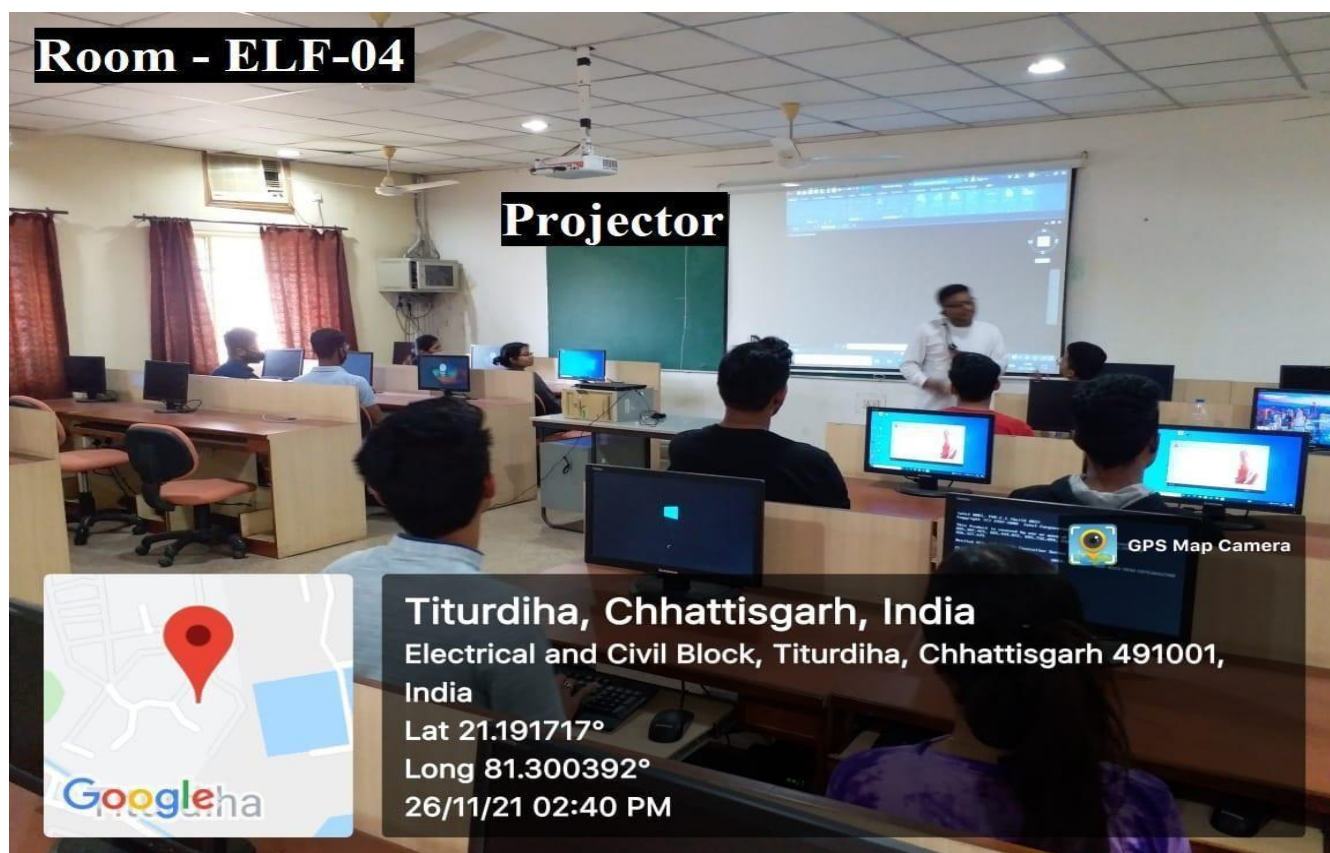 Room - ELF-04
Projector
GPS Map Camera
Titurdiha, Chhattisgarh, India
Electrical and Civil Block, Titurdiha, Chhattisgarh 491001,
India
Lat 21.191717°
Long 81.300392°
26/11/21 02:40 PM
Google